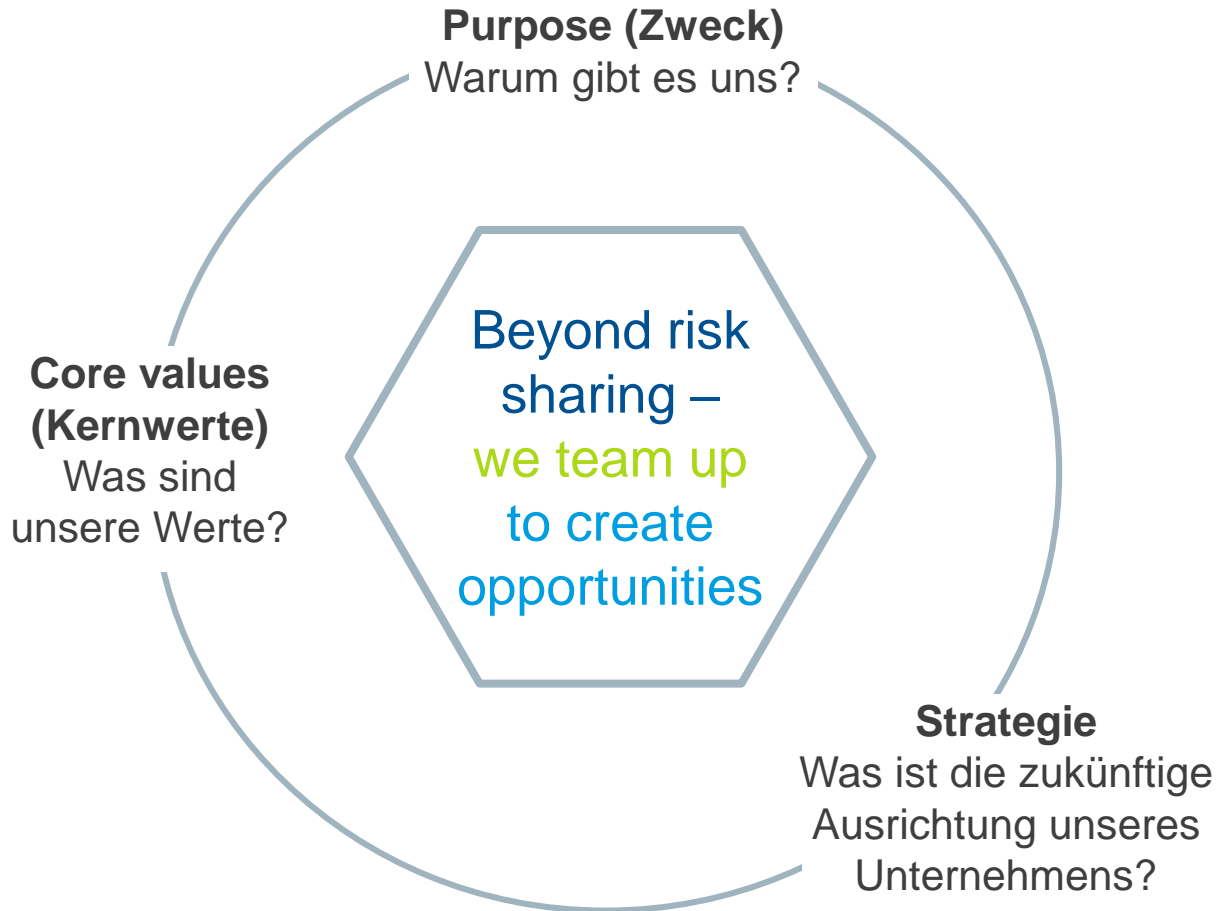 Purpose (Zweck)
Warum gibt es uns?
Beyond risk
sharing –
we team up
to create
opportunities
Core values
(Kernwerte)
Was sind
unsere Werte?
Strategie
Was ist die zukünftige
Ausrichtung unseres
Unternehmens?